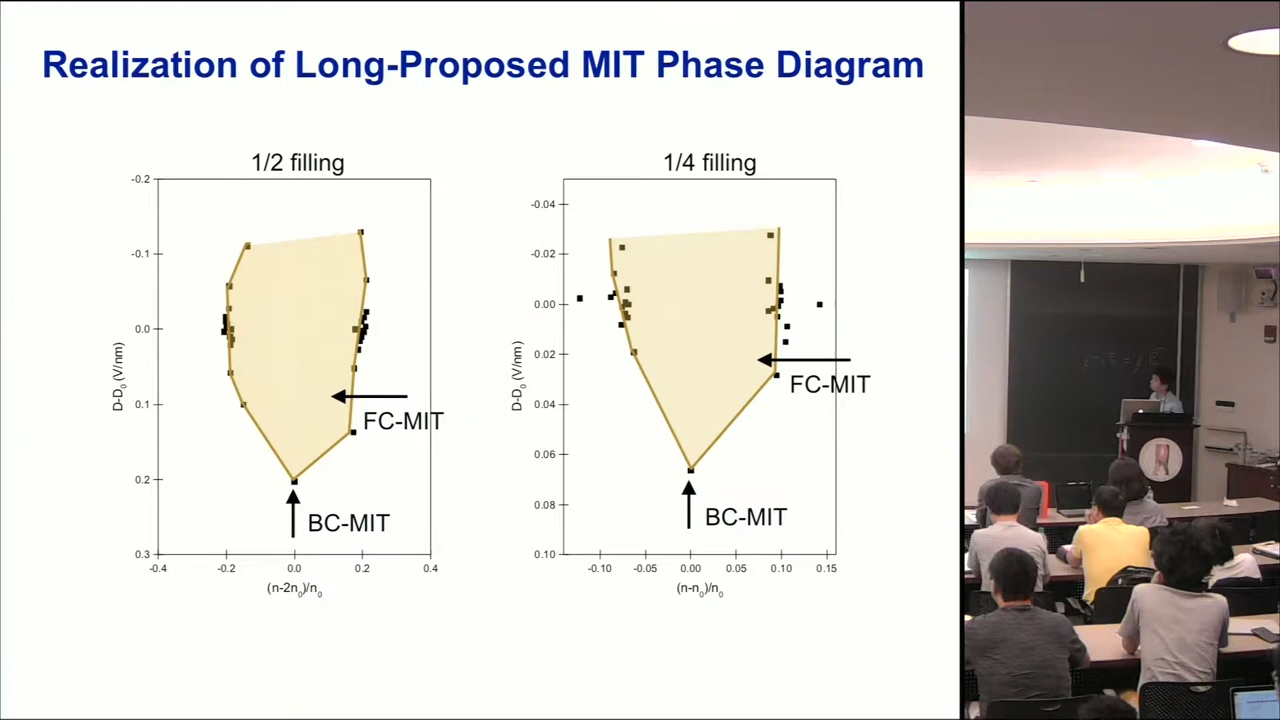 Realization of Long-Proposed MIT Phase Diagram
1/2 filling
-0.2
-0.1
0.0
0.1
0.2
0.3
D-D0 (V/nm)
FC-MIT
BC-MIT
-0.4
-0.2
0.0
0.2
0.4
(n-2n0)/n0
1/4 filling
-0.04
-0.02
0.00
0.02
0.04
0.06
0.08
0.10
D-D0 (V/nm)
FC-MIT
BC-MIT
-0.10
-0.05
0.00
0.05
0.10
0.15
(n-n0)/n0